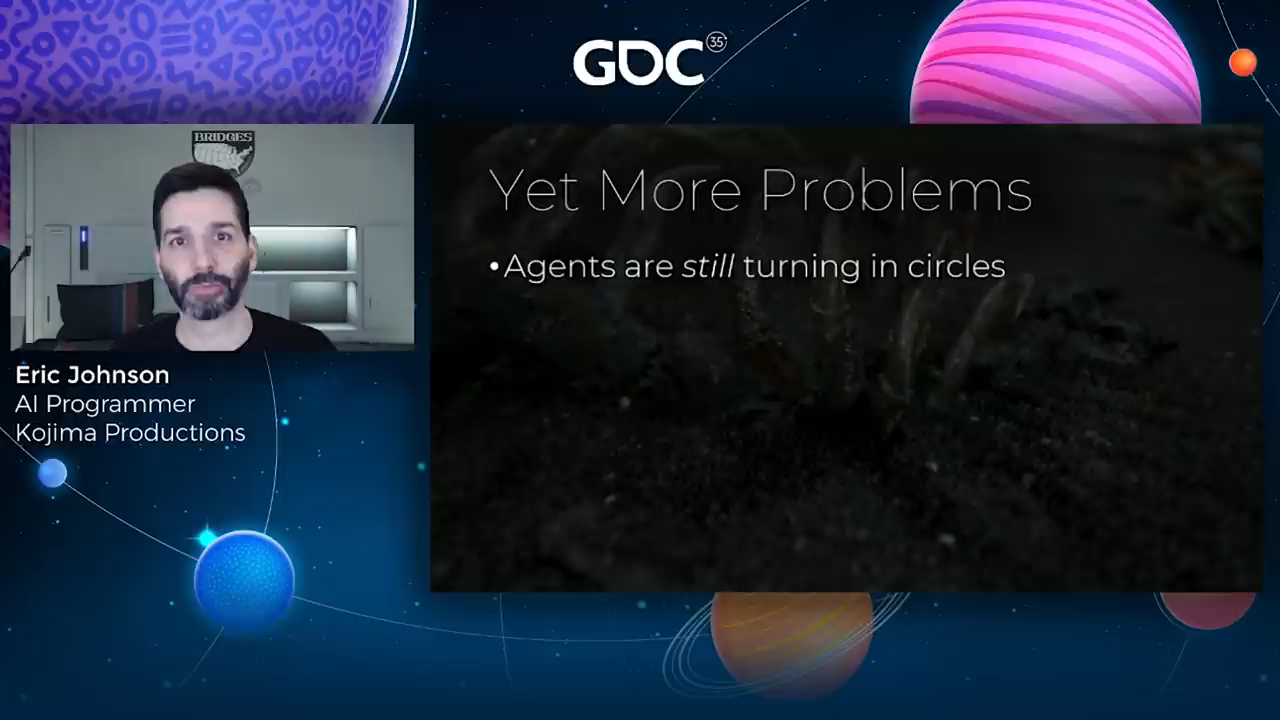 GDC 35
BRIDGES
Yet More Problems
• Agents are still turning in circles
Eric Johnson
AI Programmer
Kojima Productions